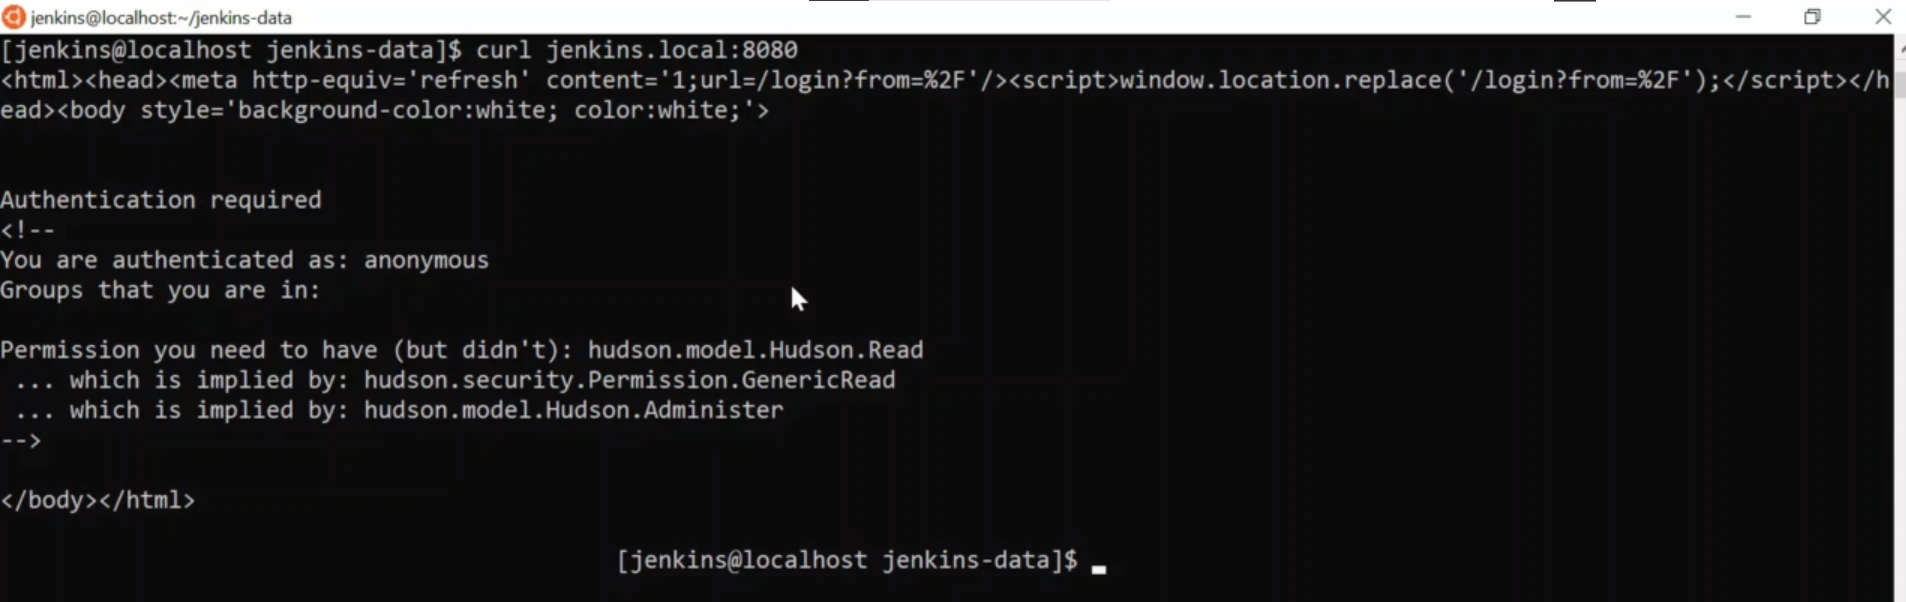 jenkins@localhost:~/jenkins-data
[jenkins@localhost jenkins-data]$ curl jenkins.local:8080
<html><head><meta http-equiv='refresh' content='1;url=/login?from=%2F'/><script>window.location.replace('/login?from=%2F');</script></h
ead><body style='background-color:white; color:white;'>
Authentication required
<!--
You are authenticated as: anonymous
Groups that you are in:
Permission you need to have (but didn't): hudson.model.Hudson.Read
... which is implied by: hudson.security.Permission.GenericRead
... which is implied by: hudson.model.Hudson.Administer
-->
</body></html>
[jenkins@localhost jenkins-data]$